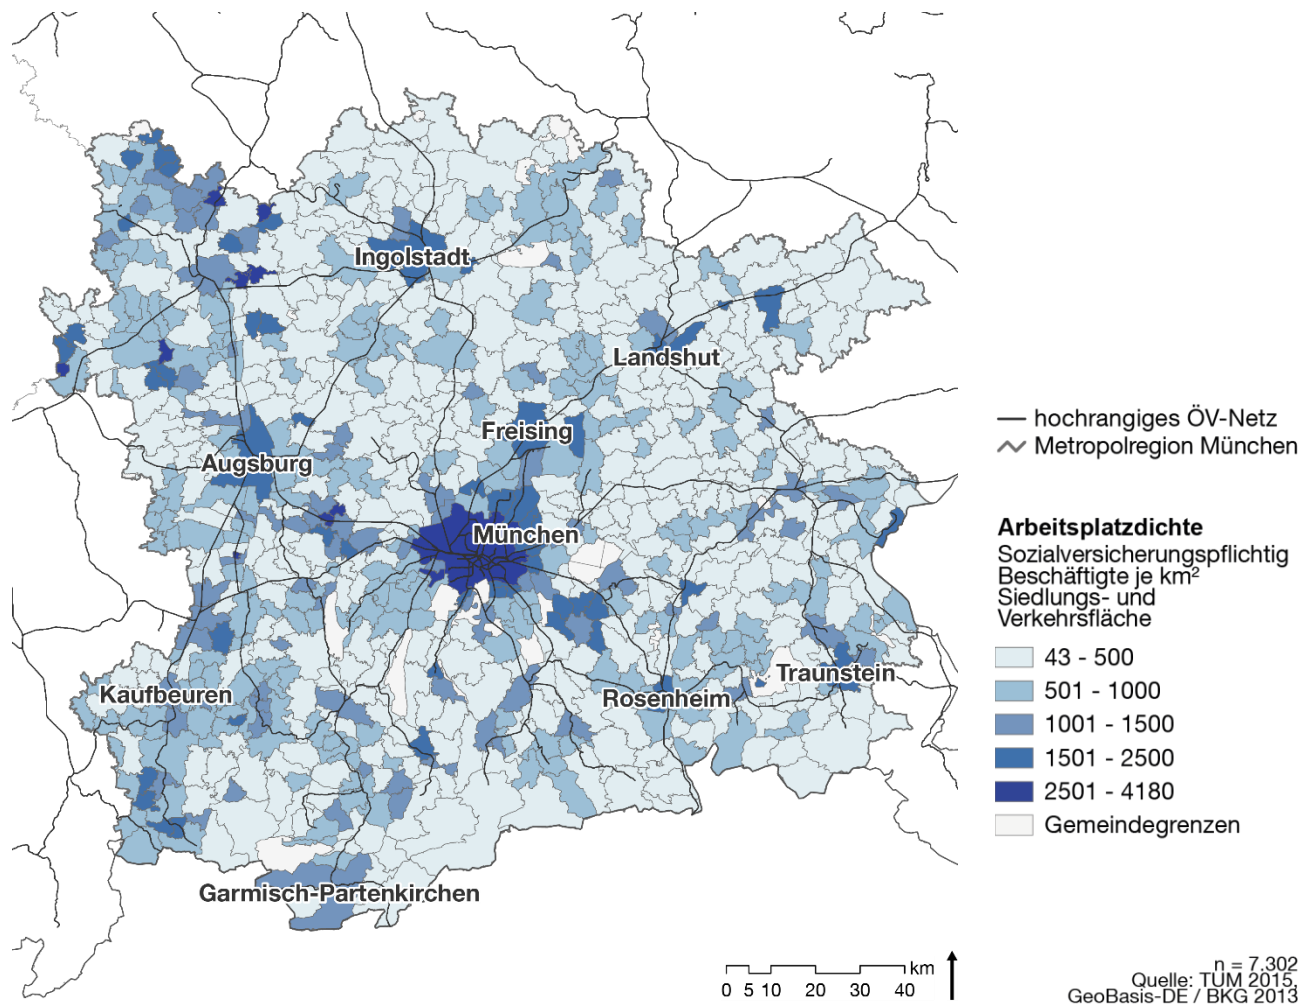 Ingolstadt
Landshut
Freising
Augsburg
München
Kaufbeuren
Rosenheim
Traunstein
Garmisch-Partenkirchen
hochrangiges ÖV-Netz
Metropolregion München
Arbeitsplatzdichte
Sozialversicherungspflichtig
Beschäftigte je km²
Siedlungs- und
Verkehrsfläche
43 - 500
501 - 1000
1001 - 1500
1501 - 2500
2501 - 4180
Gemeindegrenzen
km
0 5 10 20 30 40
n = 7.302
Quelle: TUM 2015,
GeoBasis-DE / BKG 2013